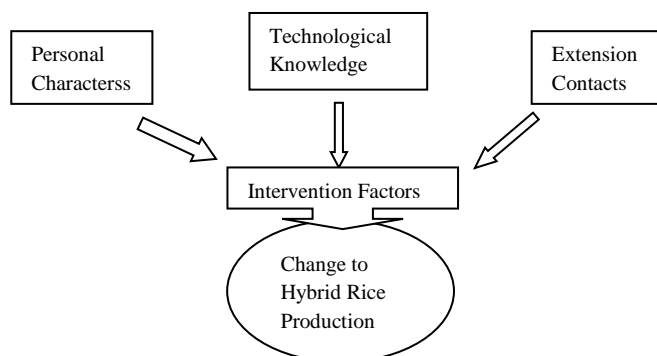 Personal
Characterss
Technological
Knowledge
Extension
Contacts
Intervention Factors
Change to
Hybrid Rice
Production